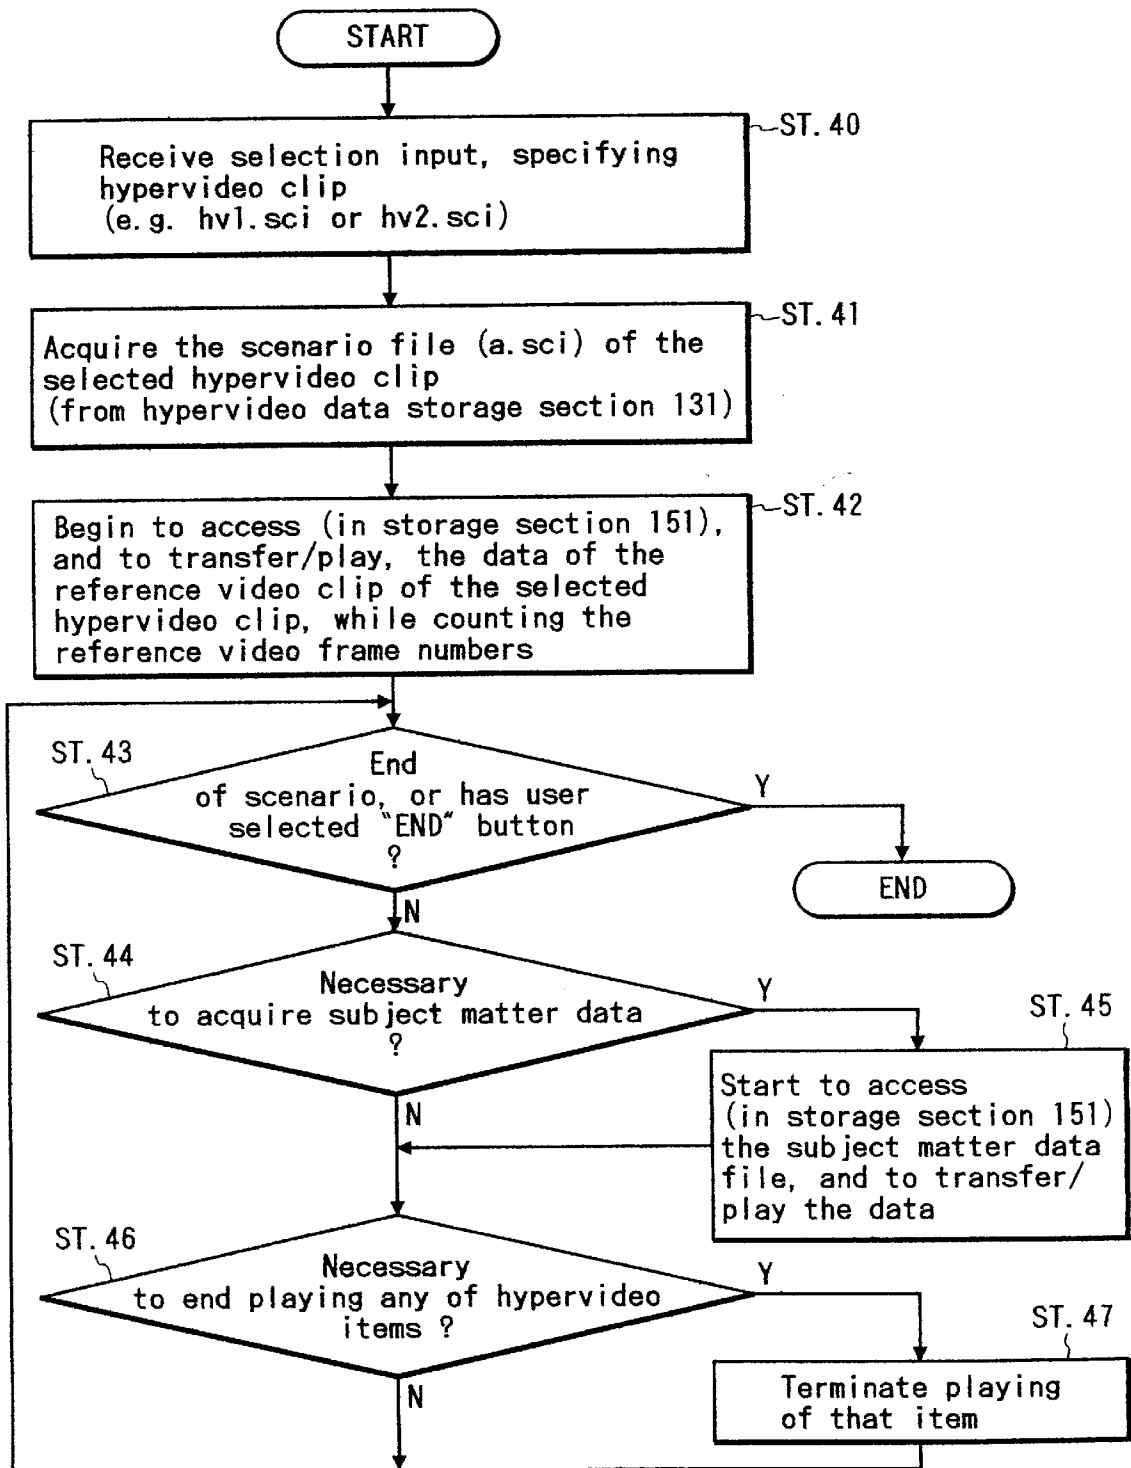 START
ST.40
Receive selection input, specifying
hypervideo clip
(e.g. hv1.sci or hv2.sci)
ST.41
Acquire the scenario file (a.sci) of the
selected hypervideo clip
(from hypervideo data storage section 131)
ST.42
Begin to access (in storage section 151),
and to transfer/play, the data of the
reference video clip of the selected
hypervideo clip, while counting the
reference video frame numbers
ST.43
End
of scenario, or has user
selected "END" button
?
Y
END
N
ST.44
Necessary
to acquire subject matter data
?
Y
ST.45
Start to access
(in storage section 151)
the subject matter data
file, and to transfer/
play the data
N
ST.46
Necessary
to end playing any of hypervideo
items ?
Y
ST.47
Terminate playing
of that item
N